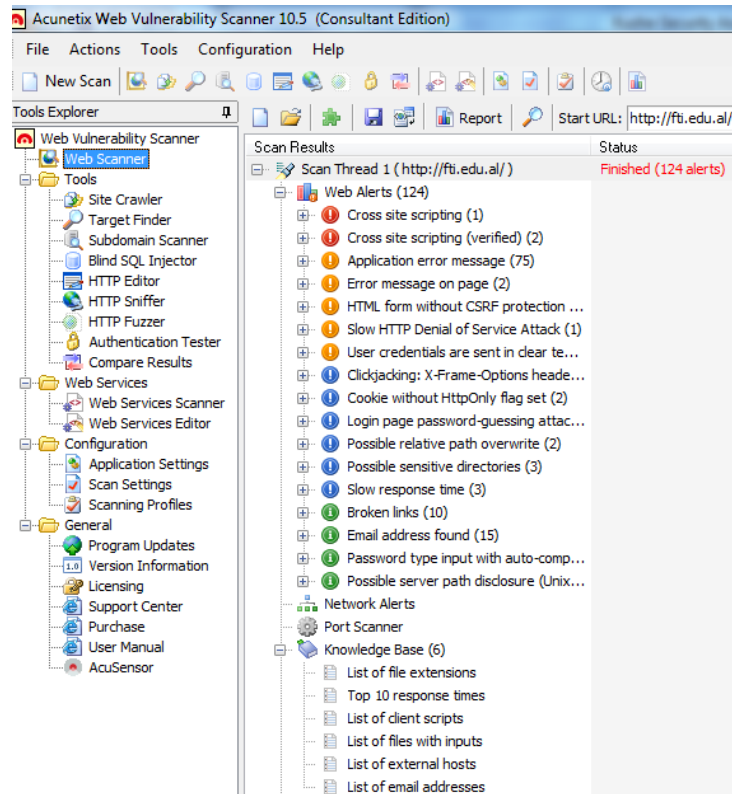 Acunetix Web Vulnerability Scanner 10.5 (Consultant Edition)
File Actions Tools Configuration Help
New Scan
Tools Explorer
Web Vulnerability Scanner
Web Scanner
Tools
Site Crawler
Target Finder
Subdomain Scanner
Blind SQL Injector
HTTP Editor
HTTP Sniffer
HTTP Fuzzer
Authentication Tester
Compare Results
Web Services
Web Services Scanner
Web Services Editor
Configuration
Application Settings
Scan Settings
Scanning Profiles
General
Program Updates
1.0 Version Information
Licensing
Support Center
Purchase
User Manual
AcuSensor
Report Start URL: http://fti.edu.al/
Scan Results Status
Scan Thread 1 ( http://fti.edu.al/ ) Finished (124 alerts)
Web Alerts (124)
Cross site scripting (1)
Cross site scripting (verified) (2)
Application error message (75)
Error message on page (2)
HTML form without CSRF protection ...
Slow HTTP Denial of Service Attack (1)
User credentials are sent in clear te...
Clickjacking: X-Frame-Options heade...
Cookie without HttpOnly flag set (2)
Login page password-guessing attac...
Possible relative path overwrite (2)
Possible sensitive directories (3)
Slow response time (3)
Broken links (10)
Email address found (15)
Password type input with auto-comp...
Possible server path disclosure (Unix...
Network Alerts
Port Scanner
Knowledge Base (6)
List of file extensions
Top 10 response times
List of client scripts
List of files with inputs
List of external hosts
List of email addresses